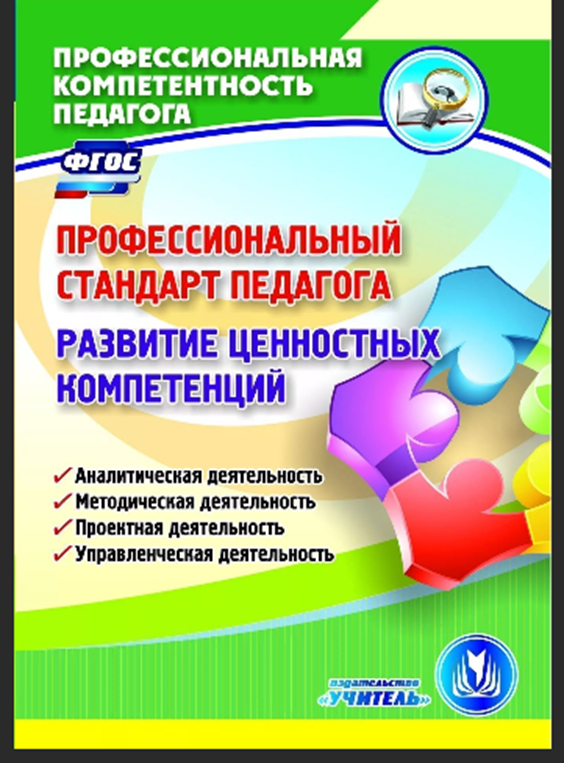 ПРОФЕССИОНАЛЬНАЯ
КОМПЕТЕНТНОСТЬ
ПЕДАГОГА
ФГОС
ПРОФЕССИОНАЛЬНЫЙ
СТАНДАРТ ПЕДАГОГА
РАЗВИТИЕ ЦЕННОСТНЫХ
КОМПЕТЕНЦИЙ
✓ Аналитическая деятельность
✓ Методическая деятельность
✓ Проектная деятельность
✓ Управленческая деятельность
издательство
«УЧИТЕЛЬ»